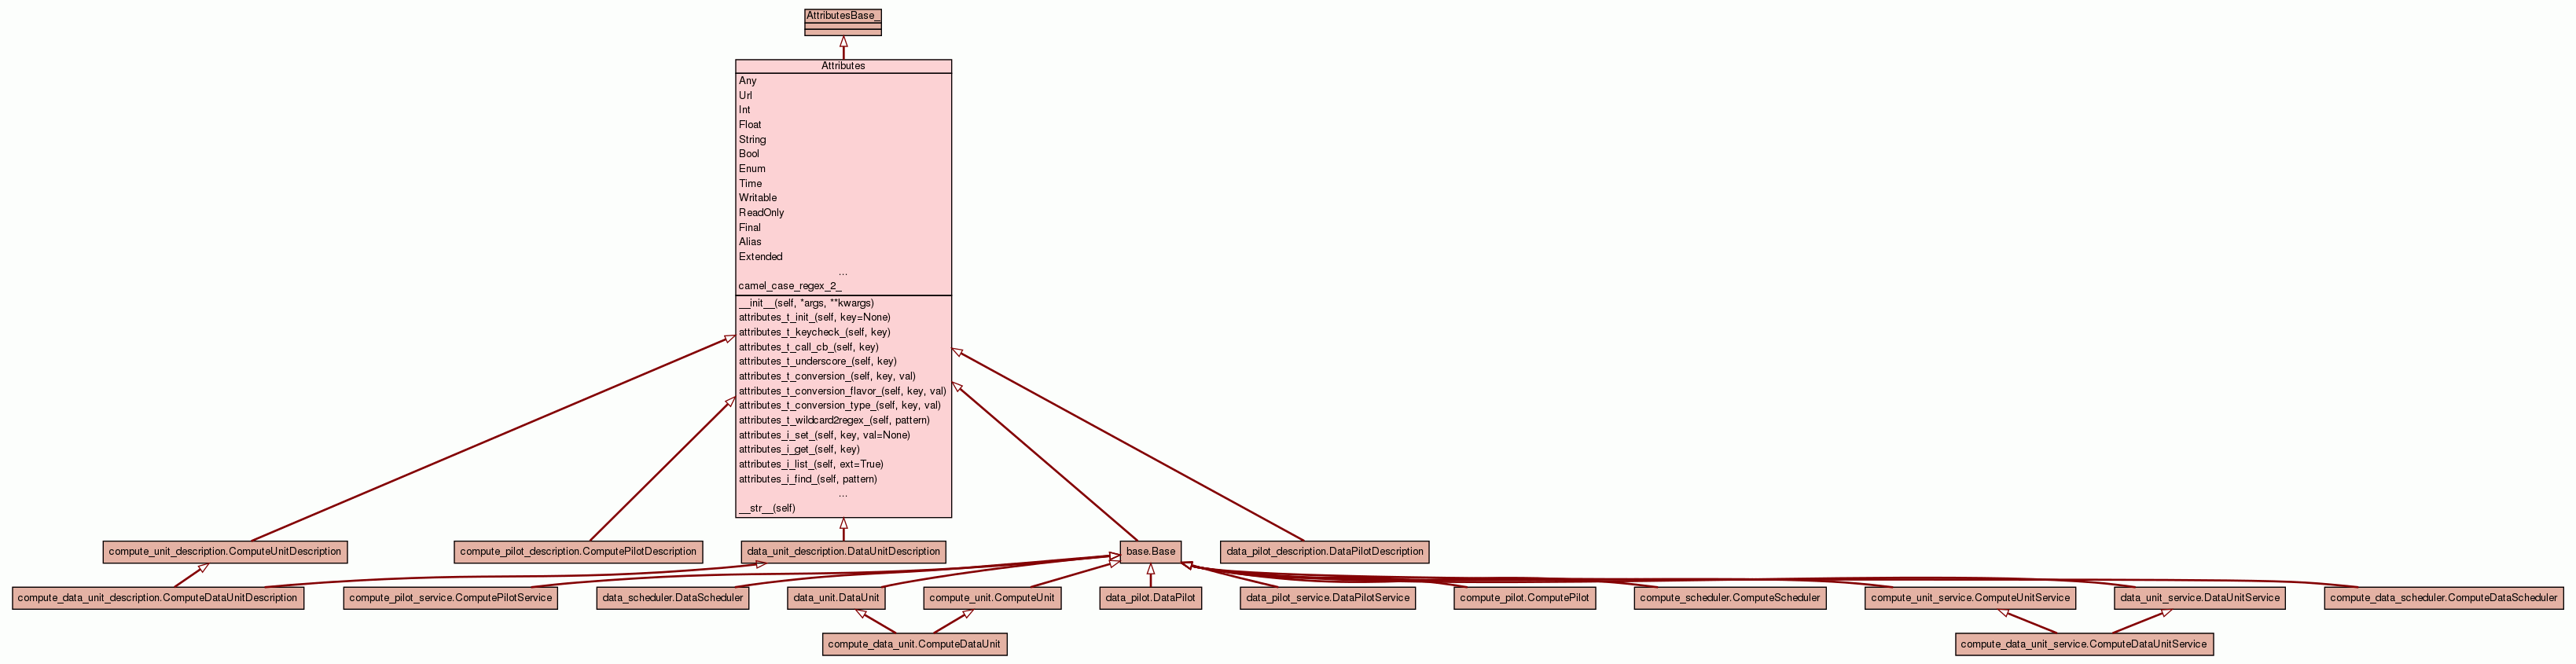 AttributesBase_
Attributes
Any
Url
Int
Float
String
Bool
Enum
Time
Writable
ReadOnly
Final
Alias
Extended
...
camel_case_regex_2_
__init__(self, *args, **kwargs)
attributes_t_init_(self, key=None)
attributes_t_keycheck_(self, key)
attributes_t_call_cb_(self, key)
attributes_t_underscore_(self, key)
attributes_t_conversion_(self, key, val)
attributes_t_conversion_flavor_(self, key, val)
attributes_t_conversion_type_(self, key, val)
attributes_t_wildcard2regex_(self, pattern)
attributes_i_set_(self, key, val=None)
attributes_i_get_(self, key)
attributes_i_list_(self, ext=True)
attributes_i_find_(self, pattern)
...
__str__(self)
compute_unit_description.ComputeUnitDescription
compute_pilot_description.ComputePilotDescription
data_unit_description.DataUnitDescription
base.Base
data_pilot_description.DataPilotDescription
compute_data_unit_description.ComputeDataUnitDescription
compute_pilot_service.ComputePilotService
data_scheduler.DataScheduler
data_unit.DataUnit
compute_unit.ComputeUnit
data_pilot.DataPilot
data_pilot_service.DataPilotService
compute_pilot.ComputePilot
compute_scheduler.ComputeScheduler
compute_unit_service.ComputeUnitService
data_unit_service.DataUnitService
compute_data_scheduler.ComputeDataScheduler
compute_data_unit.ComputeDataUnit
compute_data_unit_service.ComputeDataUnitService